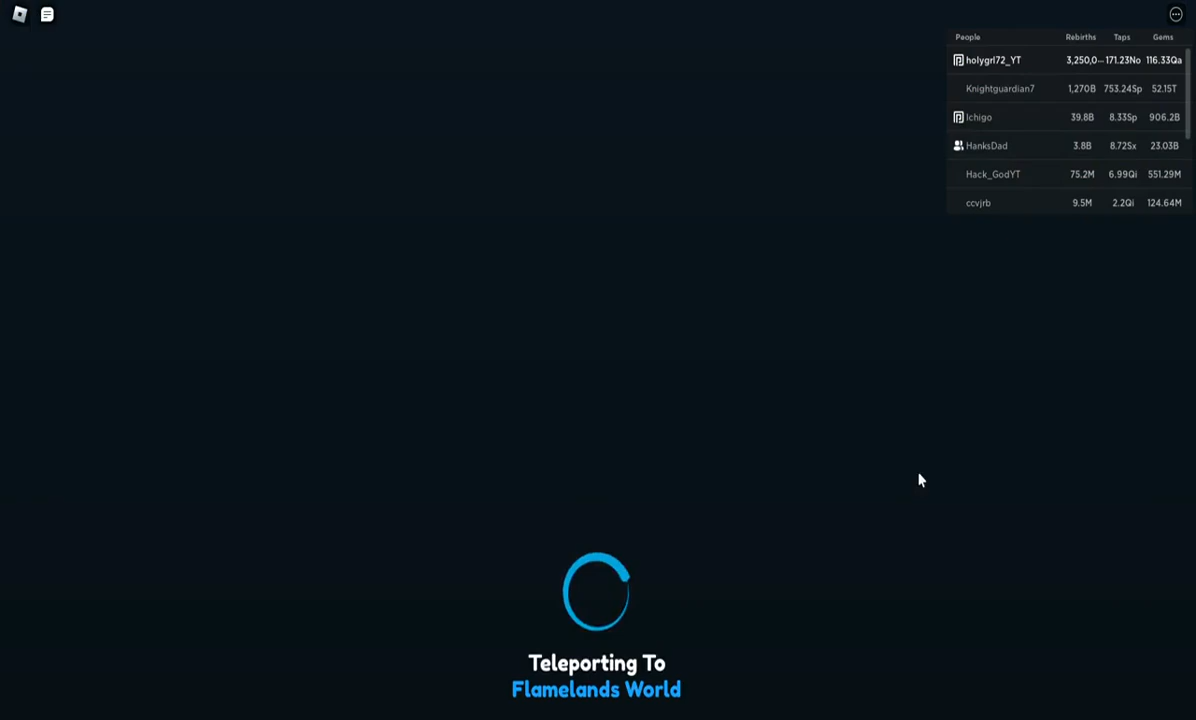 People Rebirths Taps Gems
holygrl72_YT 3,250,0... 171.23No 116.33Qa
Knightguardian7 1,270B 753.24Sp 52.15T
Ichigo 39.8B 8.33Sp 906.2B
HanksDad 3.8B 8.72Sx 23.03B
Hack_GodYT 75.2M 6.99Qi 551.29M
ccvjrb 9.5M 2.2Qi 124.64M
Teleporting To
Flamelands World